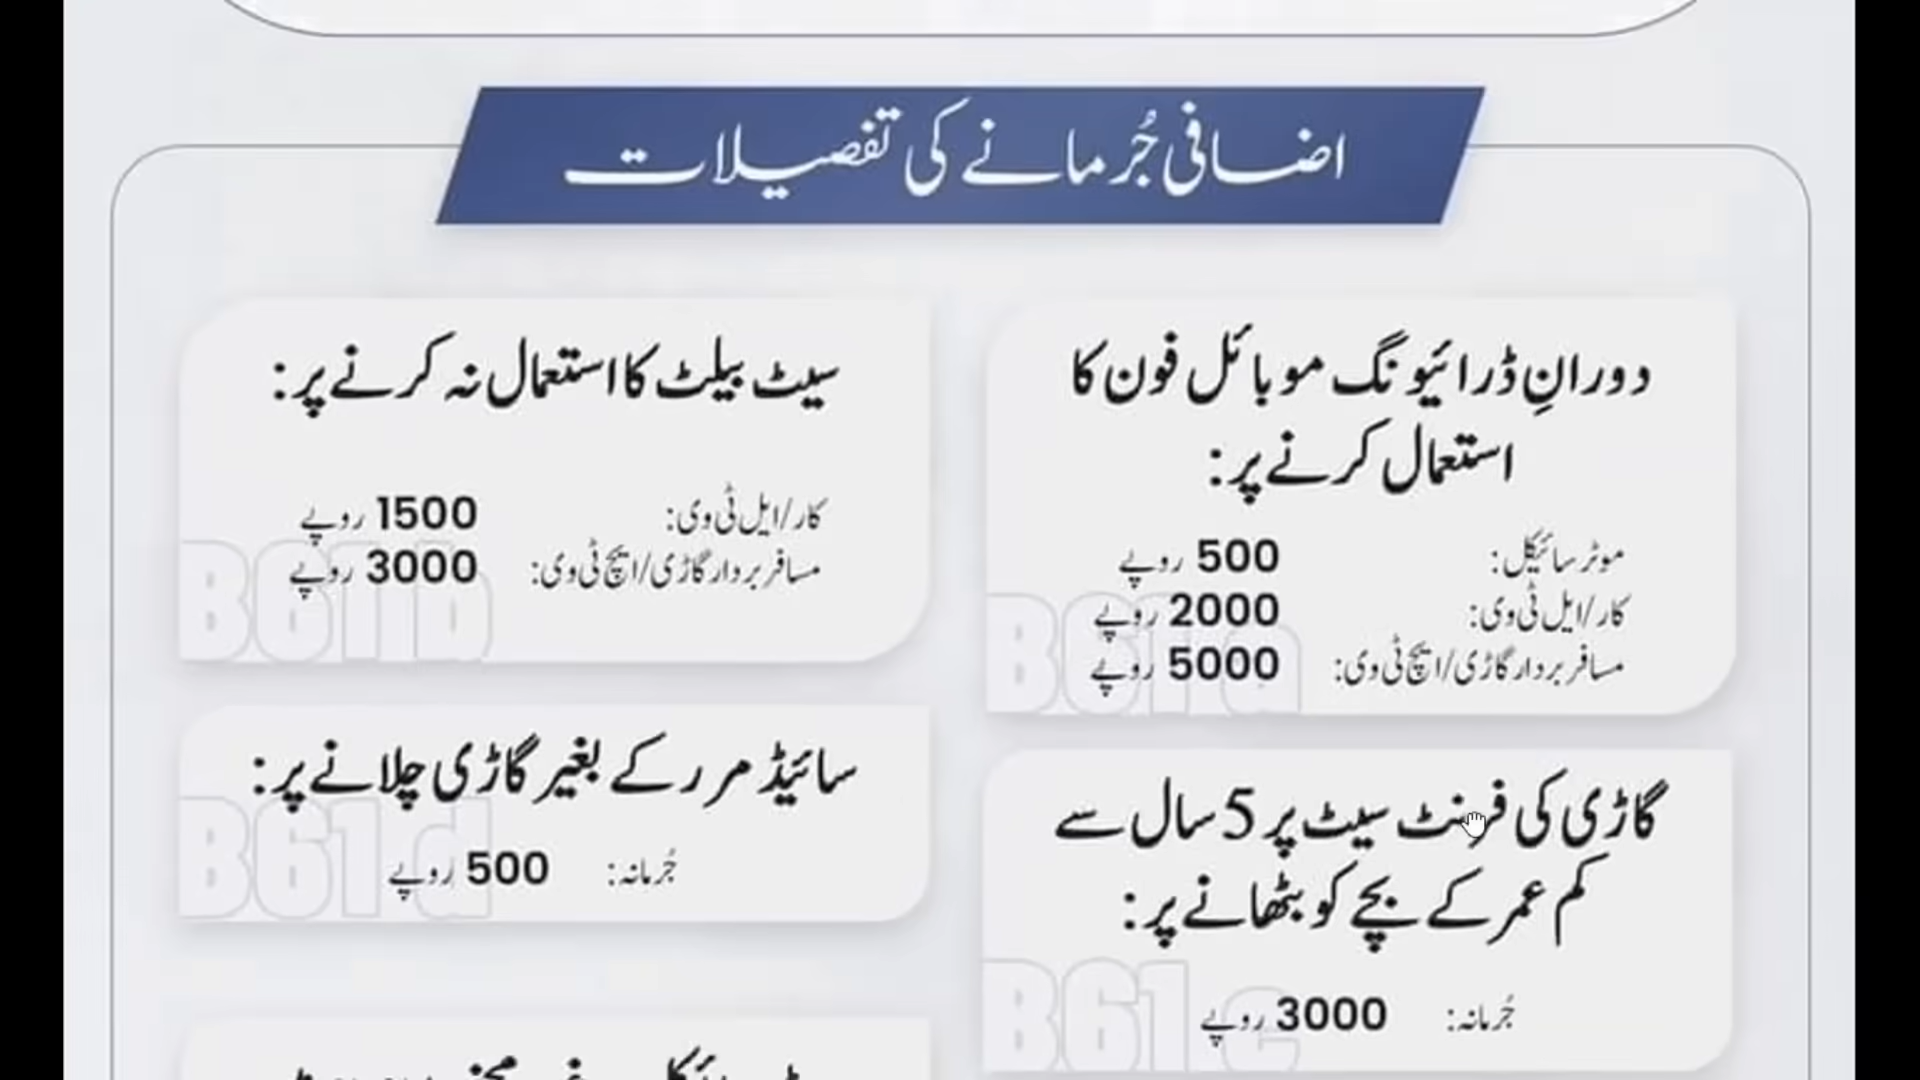 اضافی جُرمانے کی تفصیلات
دورانِ ڈرائیونگ موبائل فون کا
استعمال کرنے پر:
موٹر سائیکل: 500 روپے
کار/ایل ٹی وی: 2000 روپے
مسافر بردار گاڑی/ایچ ٹی وی: 5000 روپے
B61 a
سیٹ بیلٹ کا استعمال نہ کرنے پر:
کار/ایل ٹی وی: 1500 روپے
مسافر بردار گاڑی/ایچ ٹی وی: 3000 روپے
B61 b
گاڑی کی فرنٹ سیٹ پر 5 سال سے
کم عمر کے بچے کو بٹھانے پر:
جُرمانہ: 3000 روپے
B61 c
سائیڈ مرر کے بغیر گاڑی چلانے پر:
جُرمانہ: 500 روپے
B61 d